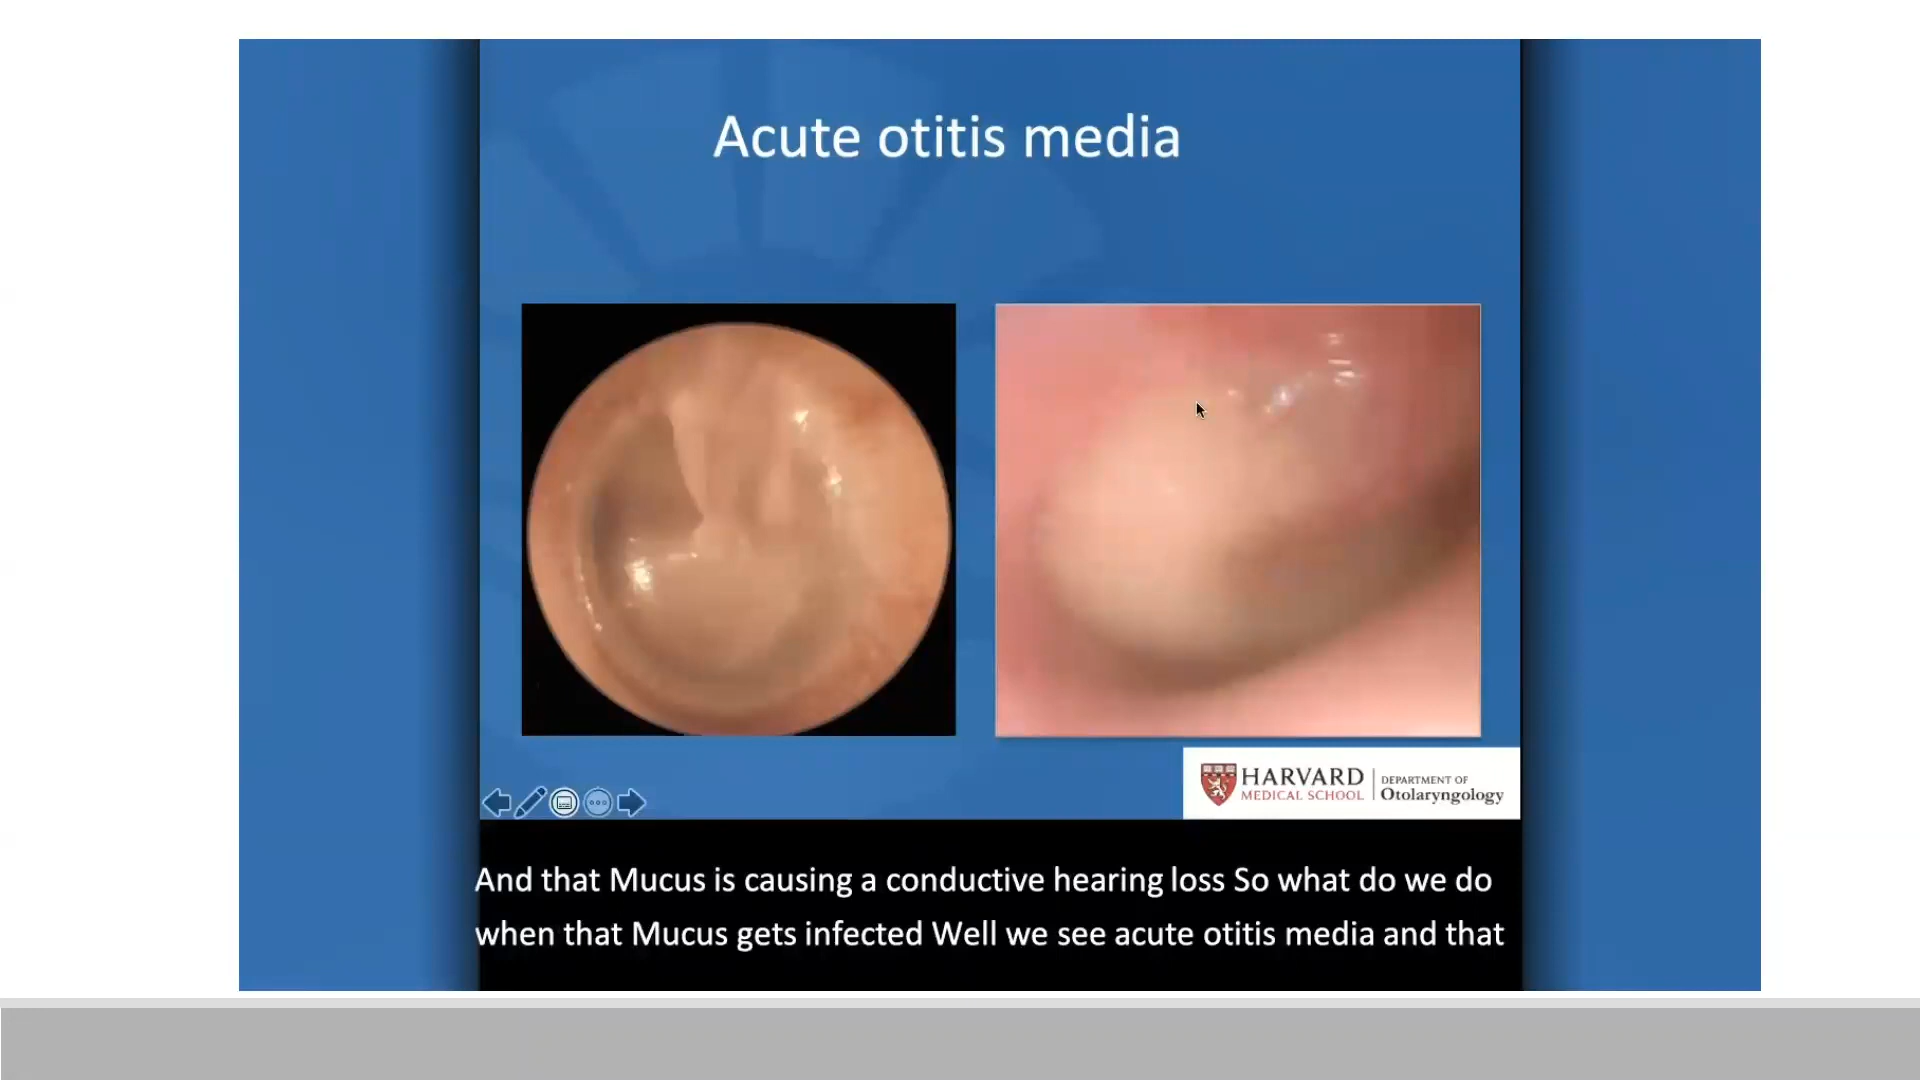 Acute otitis media
HARVARD
MEDICAL SCHOOL
DEPARTMENT OF
Otolaryngology
And that Mucus is causing a conductive hearing loss So what do we do
when that Mucus gets infected Well we see acute otitis media and that